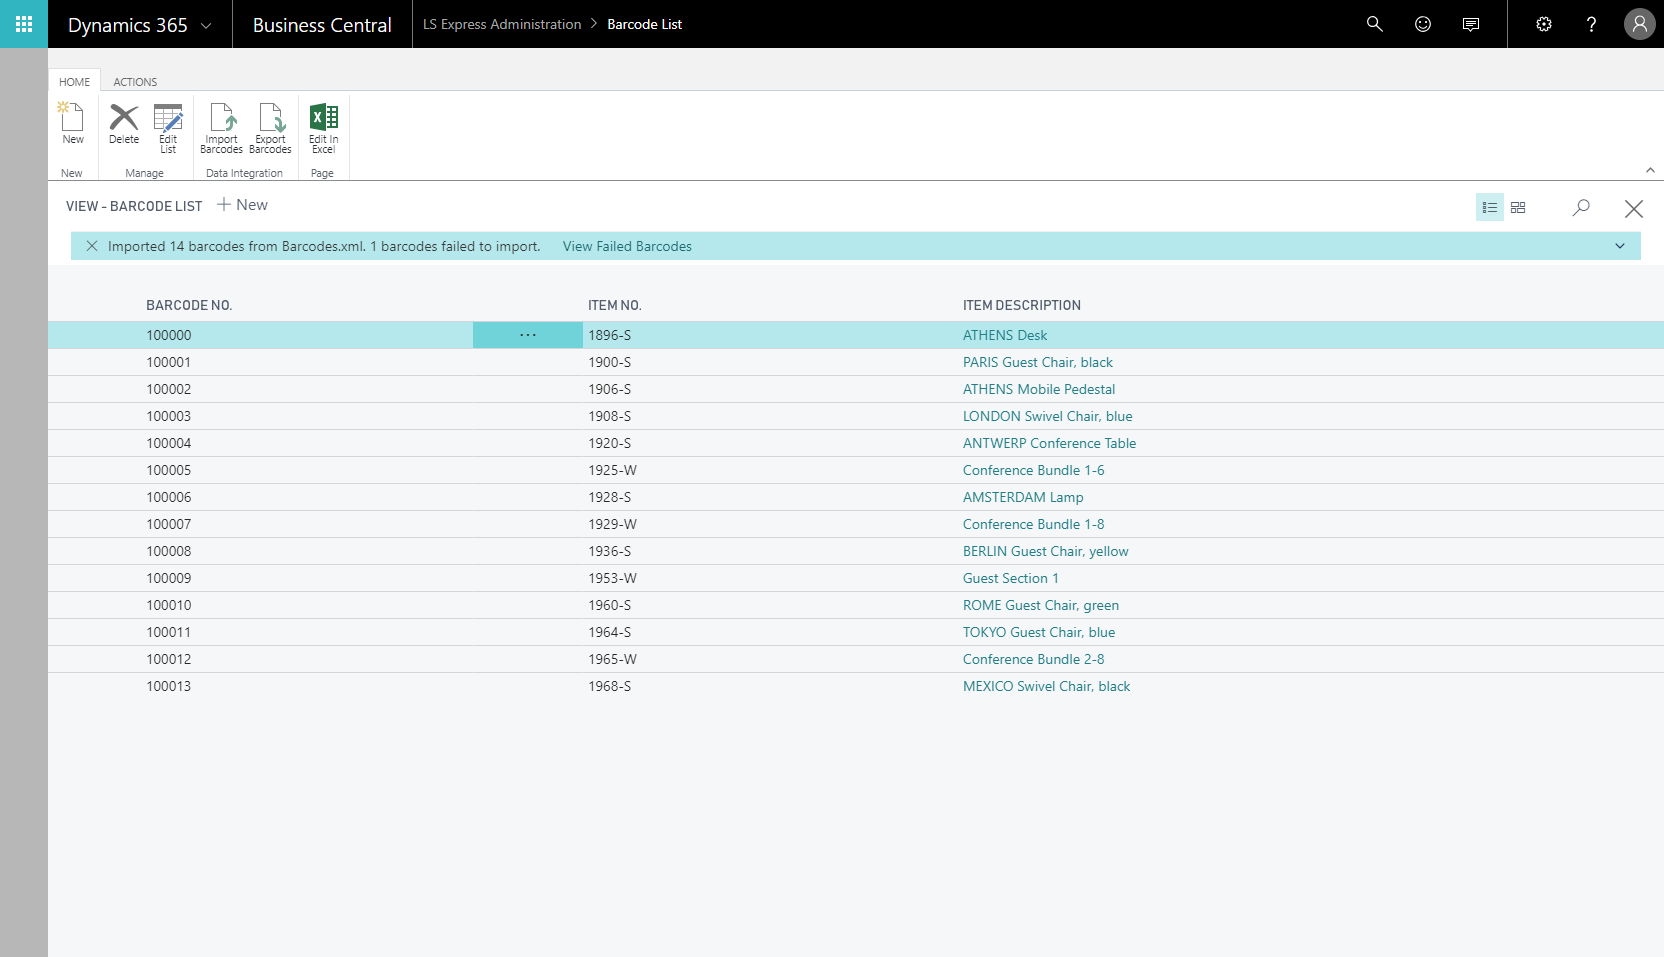 Dynamics 365 Business Central LS Express Administration > Barcode List ?
HOME ACTIONS
New Delete Edit List Import Barcodes Export Barcodes Edit In Excel
New Manage Data Integration Page
VIEW - BARCODE LIST + New
Imported 14 barcodes from Barcodes.xml. 1 barcodes failed to import. View Failed Barcodes
BARCODE NO. ITEM NO. ITEM DESCRIPTION
100000 ... 1896-S ATHENS Desk
100001 1900-S PARIS Guest Chair, black
100002 1906-S ATHENS Mobile Pedestal
100003 1908-S LONDON Swivel Chair, blue
100004 1920-S ANTWERP Conference Table
100005 1925-W Conference Bundle 1-6
100006 1928-S AMSTERDAM Lamp
100007 1929-W Conference Bundle 1-8
100008 1936-S BERLIN Guest Chair, yellow
100009 1953-W Guest Section 1
100010 1960-S ROME Guest Chair, green
100011 1964-S TOKYO Guest Chair, blue
100012 1965-W Conference Bundle 2-8
100013 1968-S MEXICO Swivel Chair, black